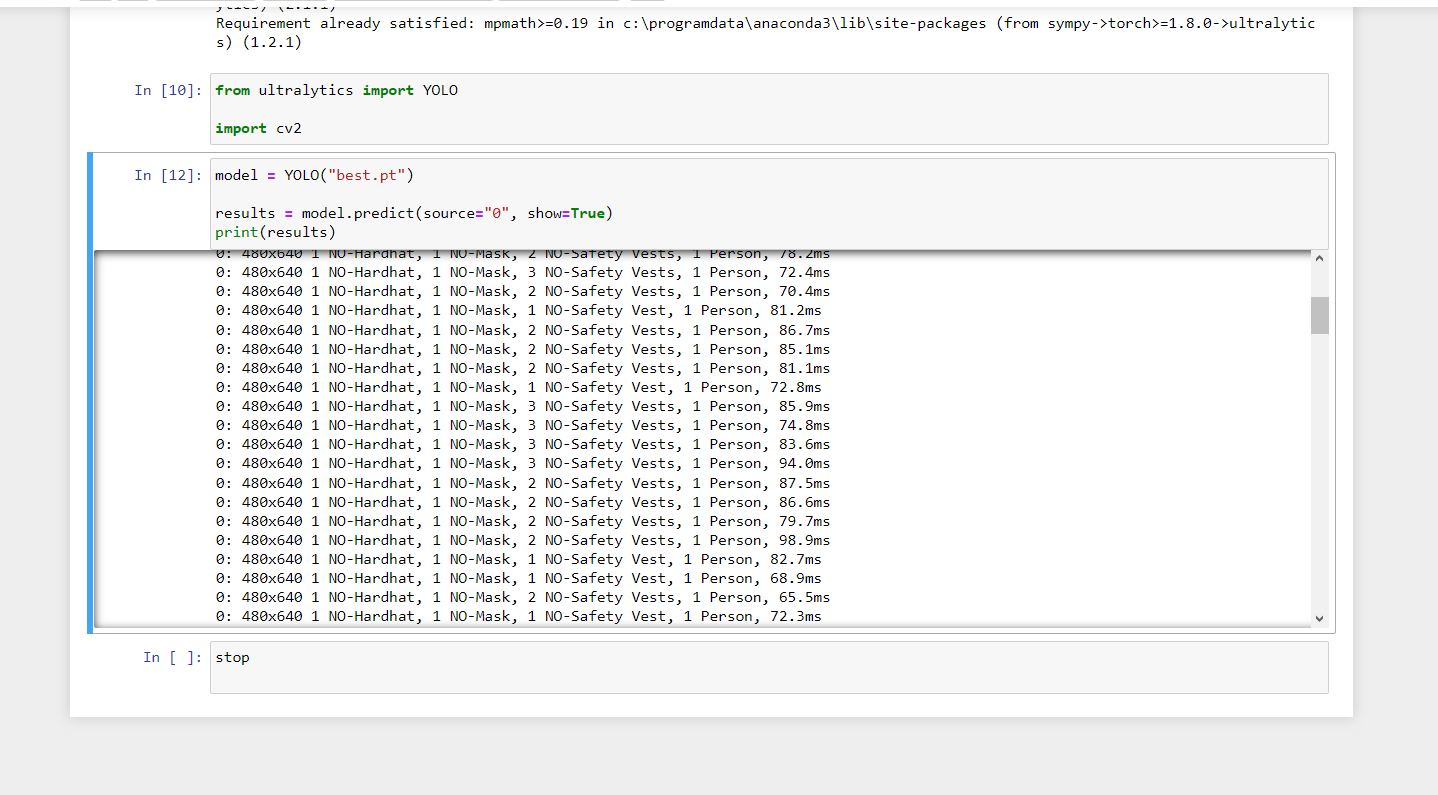 ytics) (2.1.1)
Requirement already satisfied: mpmath>=0.19 in c:\programdata\anaconda3\lib\site-packages (from sympy->torch>=1.8.0->ultralytic
s) (1.2.1)
In [10]: from ultralytics import YOLO
import cv2
In [12]: model = YOLO("best.pt")
results = model.predict(source="0", show=True)
print(results)
0: 480x640 1 NO-Hardhat, 1 NO-Mask, 2 NO-Safety Vests, 1 Person, 78.2ms
0: 480x640 1 NO-Hardhat, 1 NO-Mask, 3 NO-Safety Vests, 1 Person, 72.4ms
0: 480x640 1 NO-Hardhat, 1 NO-Mask, 2 NO-Safety Vests, 1 Person, 70.4ms
0: 480x640 1 NO-Hardhat, 1 NO-Mask, 1 NO-Safety Vest, 1 Person, 81.2ms
0: 480x640 1 NO-Hardhat, 1 NO-Mask, 2 NO-Safety Vests, 1 Person, 86.7ms
0: 480x640 1 NO-Hardhat, 1 NO-Mask, 2 NO-Safety Vests, 1 Person, 85.1ms
0: 480x640 1 NO-Hardhat, 1 NO-Mask, 2 NO-Safety Vests, 1 Person, 81.1ms
0: 480x640 1 NO-Hardhat, 1 NO-Mask, 1 NO-Safety Vest, 1 Person, 72.8ms
0: 480x640 1 NO-Hardhat, 1 NO-Mask, 3 NO-Safety Vests, 1 Person, 85.9ms
0: 480x640 1 NO-Hardhat, 1 NO-Mask, 3 NO-Safety Vests, 1 Person, 74.8ms
0: 480x640 1 NO-Hardhat, 1 NO-Mask, 3 NO-Safety Vests, 1 Person, 83.6ms
0: 480x640 1 NO-Hardhat, 1 NO-Mask, 3 NO-Safety Vests, 1 Person, 94.0ms
0: 480x640 1 NO-Hardhat, 1 NO-Mask, 2 NO-Safety Vests, 1 Person, 87.5ms
0: 480x640 1 NO-Hardhat, 1 NO-Mask, 2 NO-Safety Vests, 1 Person, 86.6ms
0: 480x640 1 NO-Hardhat, 1 NO-Mask, 2 NO-Safety Vests, 1 Person, 79.7ms
0: 480x640 1 NO-Hardhat, 1 NO-Mask, 2 NO-Safety Vests, 1 Person, 98.9ms
0: 480x640 1 NO-Hardhat, 1 NO-Mask, 1 NO-Safety Vest, 1 Person, 82.7ms
0: 480x640 1 NO-Hardhat, 1 NO-Mask, 1 NO-Safety Vest, 1 Person, 68.9ms
0: 480x640 1 NO-Hardhat, 1 NO-Mask, 2 NO-Safety Vests, 1 Person, 65.5ms
0: 480x640 1 NO-Hardhat, 1 NO-Mask, 1 NO-Safety Vest, 1 Person, 72.3ms
In [ ]: stop